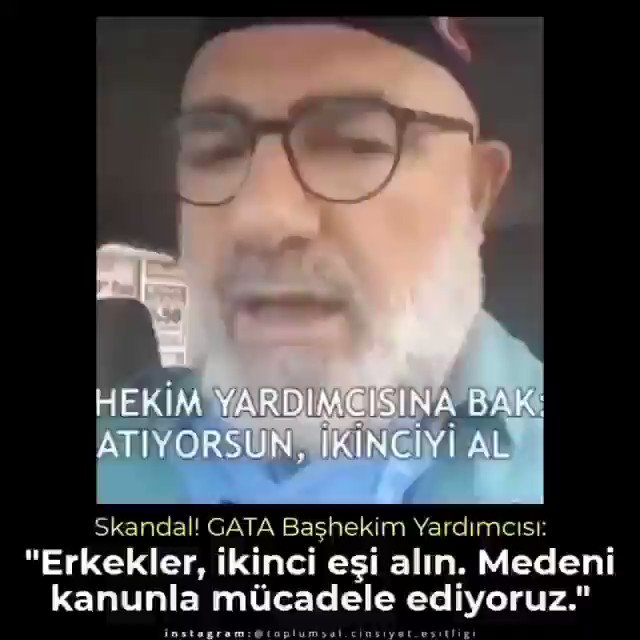 HEKİM YARDIMCISINA BAK:
ATIYORSUN, İKİNCİYİ AL
Skandal! GATA Başhekim Yardımcısı:
"Erkekler, ikinci eşi alın. Medeni
kanunla mücadele ediyoruz."
instagram:@toplumsal.cinsiyet.esitligi